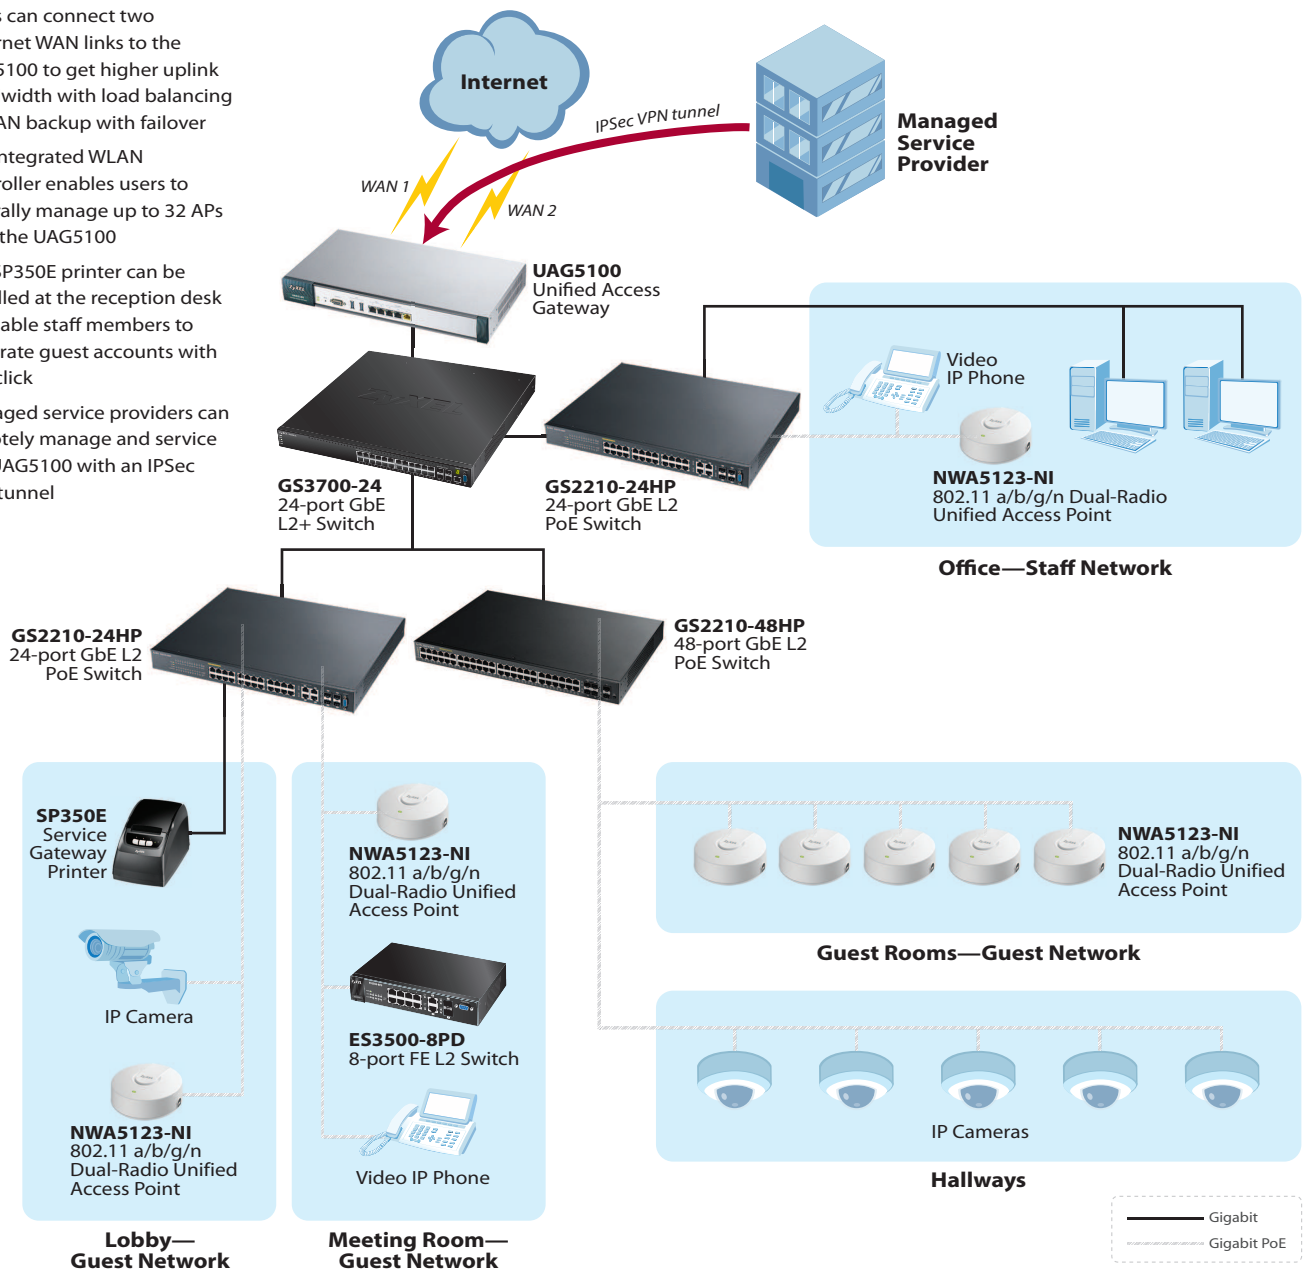 s can connect two
rnet WAN links to the
5100 to get higher uplink
width with load balancing
AN backup with failover
ntegrated WLAN
roller enables users to
rally manage up to 32 APs
the UAG5100
SP350E printer can be
lled at the reception desk
able staff members to
rate guest accounts with
click
aged service providers can
otely manage and service
UAG5100 with an IPSec
tunnel
Internet
IPSec VPN tunnel
Managed
Service
Provider
WAN 1
WAN 2
UAG5100
Unified Access
Gateway
Video
IP Phone
GS3700-24
24-port GbE
L2+ Switch
GS2210-24HP
24-port GbE L2
PoE Switch
NWA5123-NI
802.11 a/b/g/n Dual-Radio
Unified Access Point
Office—Staff Network
GS2210-24HP
24-port GbE L2
PoE Switch
GS2210-48HP
48-port GbE L2
PoE Switch
SP350E
Service
Gateway
Printer
IP Camera
NWA5123-NI
802.11 a/b/g/n
Dual-Radio Unified
Access Point
Lobby—
Guest Network
NWA5123-NI
802.11 a/b/g/n
Dual-Radio Unified
Access Point
ES3500-8PD
8-port FE L2 Switch
Video IP Phone
Meeting Room—
Guest Network
NWA5123-NI
802.11 a/b/g/n
Dual-Radio Unified
Access Point
Guest Rooms—Guest Network
IP Cameras
Hallways
Gigabit
Gigabit PoE